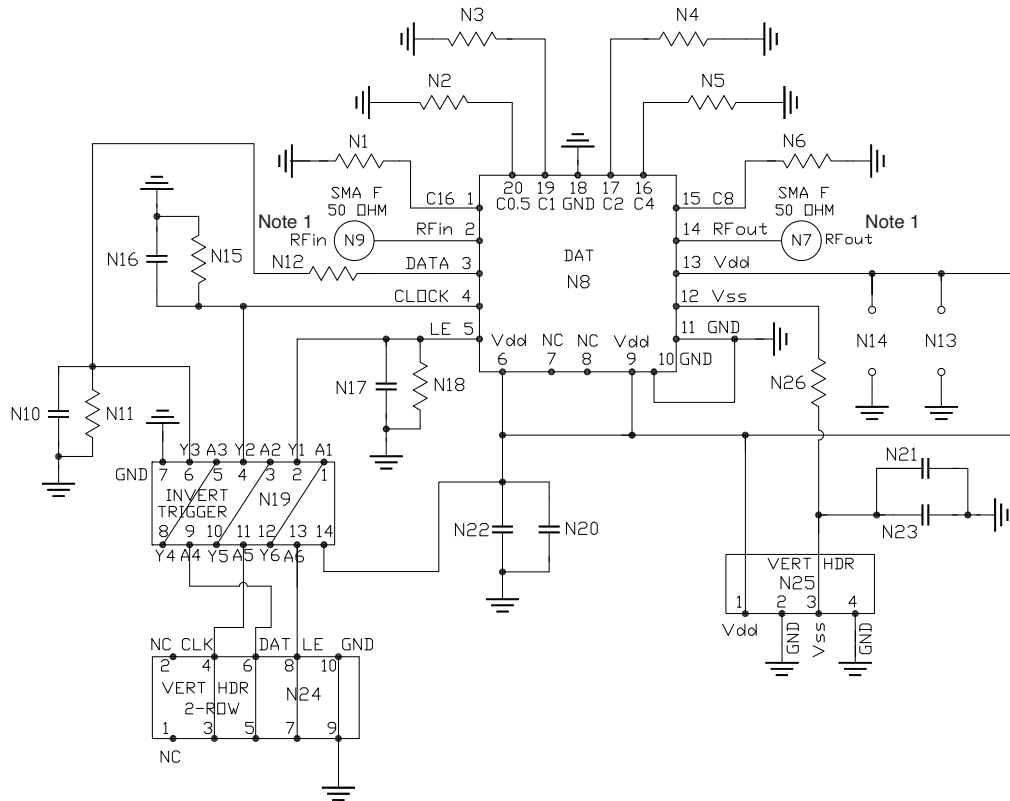 N3
N4
N2
N5
N1
N6
SMA F
50 OHM
Note 1
RFin
N9
C16 1
RFin 2
DATA 3
CLOCK 4
LE 5
20 19 18 17 16
C0.5 C1 GND C2 C4
DAT
N8
15 C8
14 RFout
13 Vdd
12 Vss
11 GND
10 GND
SMA F
50 OHM
Note 1
N7
RFout
Vdd NC NC Vdd
6 7 8 9
N16
N15
N12
N14
N13
N26
N17
N18
N10
N11
Y3 A3 Y2 A2 Y1 A1
GND 7 6 5 4 3 2 1
INVERT
TRIGGER
N19
8 9 10 11 12 13 14
Y4 A4 Y5 A5 Y6 A6
N22
N20
N21
N23
VERT HDR
N25
1 2 3 4
Vdd
GND
Vss
GND
NC CLK DAT LE GND
2 4 6 8 10
VERT HDR
2-ROW
N24
1 3 5 7 9
NC